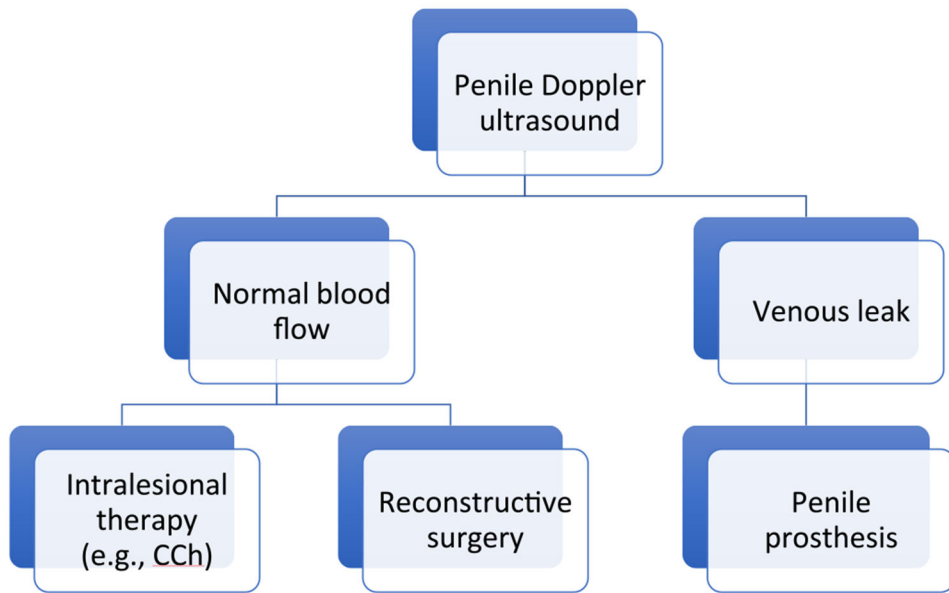 Penile Doppler
ultrasound
Normal blood
flow
Venous leak
Intralesional
therapy
(e.g., CCh)
Reconstructive
surgery
Penile
prosthesis